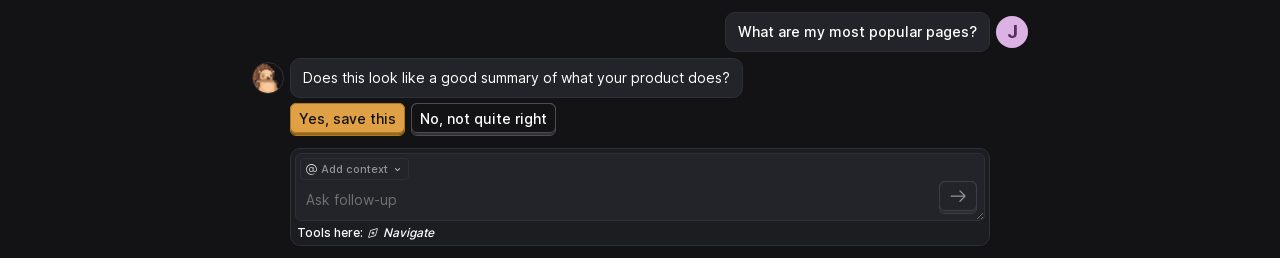 What are my most popular pages?
J
Does this look like a good summary of what your product does?
Yes, save this
No, not quite right
@ Add context
Ask follow-up
Tools here: Navigate